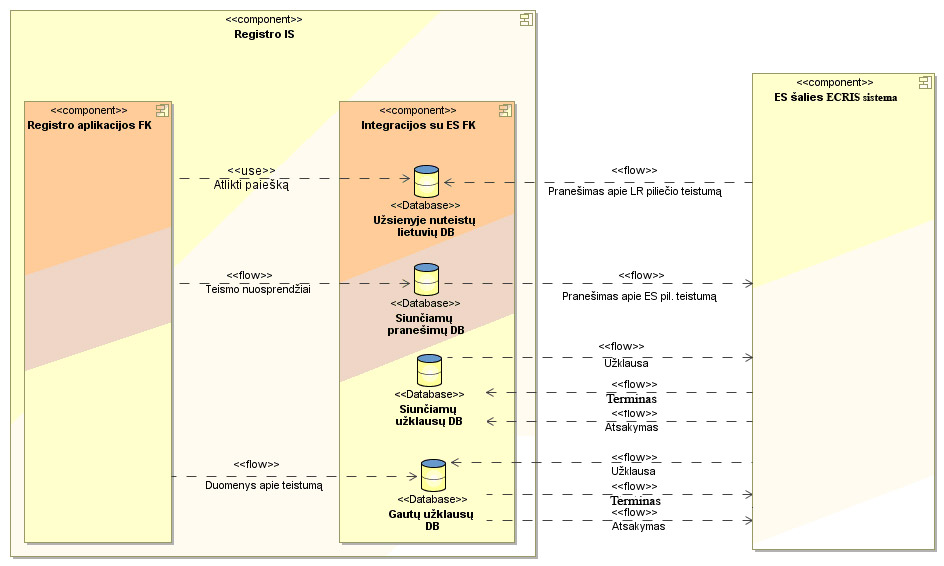 <<component>>
Registro IS
<<component>>
Registro aplikacijos FK
<<component>>
Integracijos su ES FK
<<component>>
ES šalies ECRIS sistema
<<use>>
Atlikti paiešką
<<Database>>
Užsienyje nuteistų
lietuvių DB
<<flow>>
Pranešimas apie LR piliečio teistumą
<<flow>>
Teismo nuosprendžiai
<<Database>>
Siunčiamų
pranešimų DB
<<flow>>
Pranešimas apie ES pil. teistumą
<<Database>>
Siunčiamų
užklausų DB
<<flow>>
Užklausa
<<flow>>
Terminas
<<flow>>
Atsakymas
<<flow>>
Duomenys apie teistumą
<<Database>>
Gautų užklausų
DB
<<flow>>
Užklausa
<<flow>>
Terminas
<<flow>>
Atsakymas